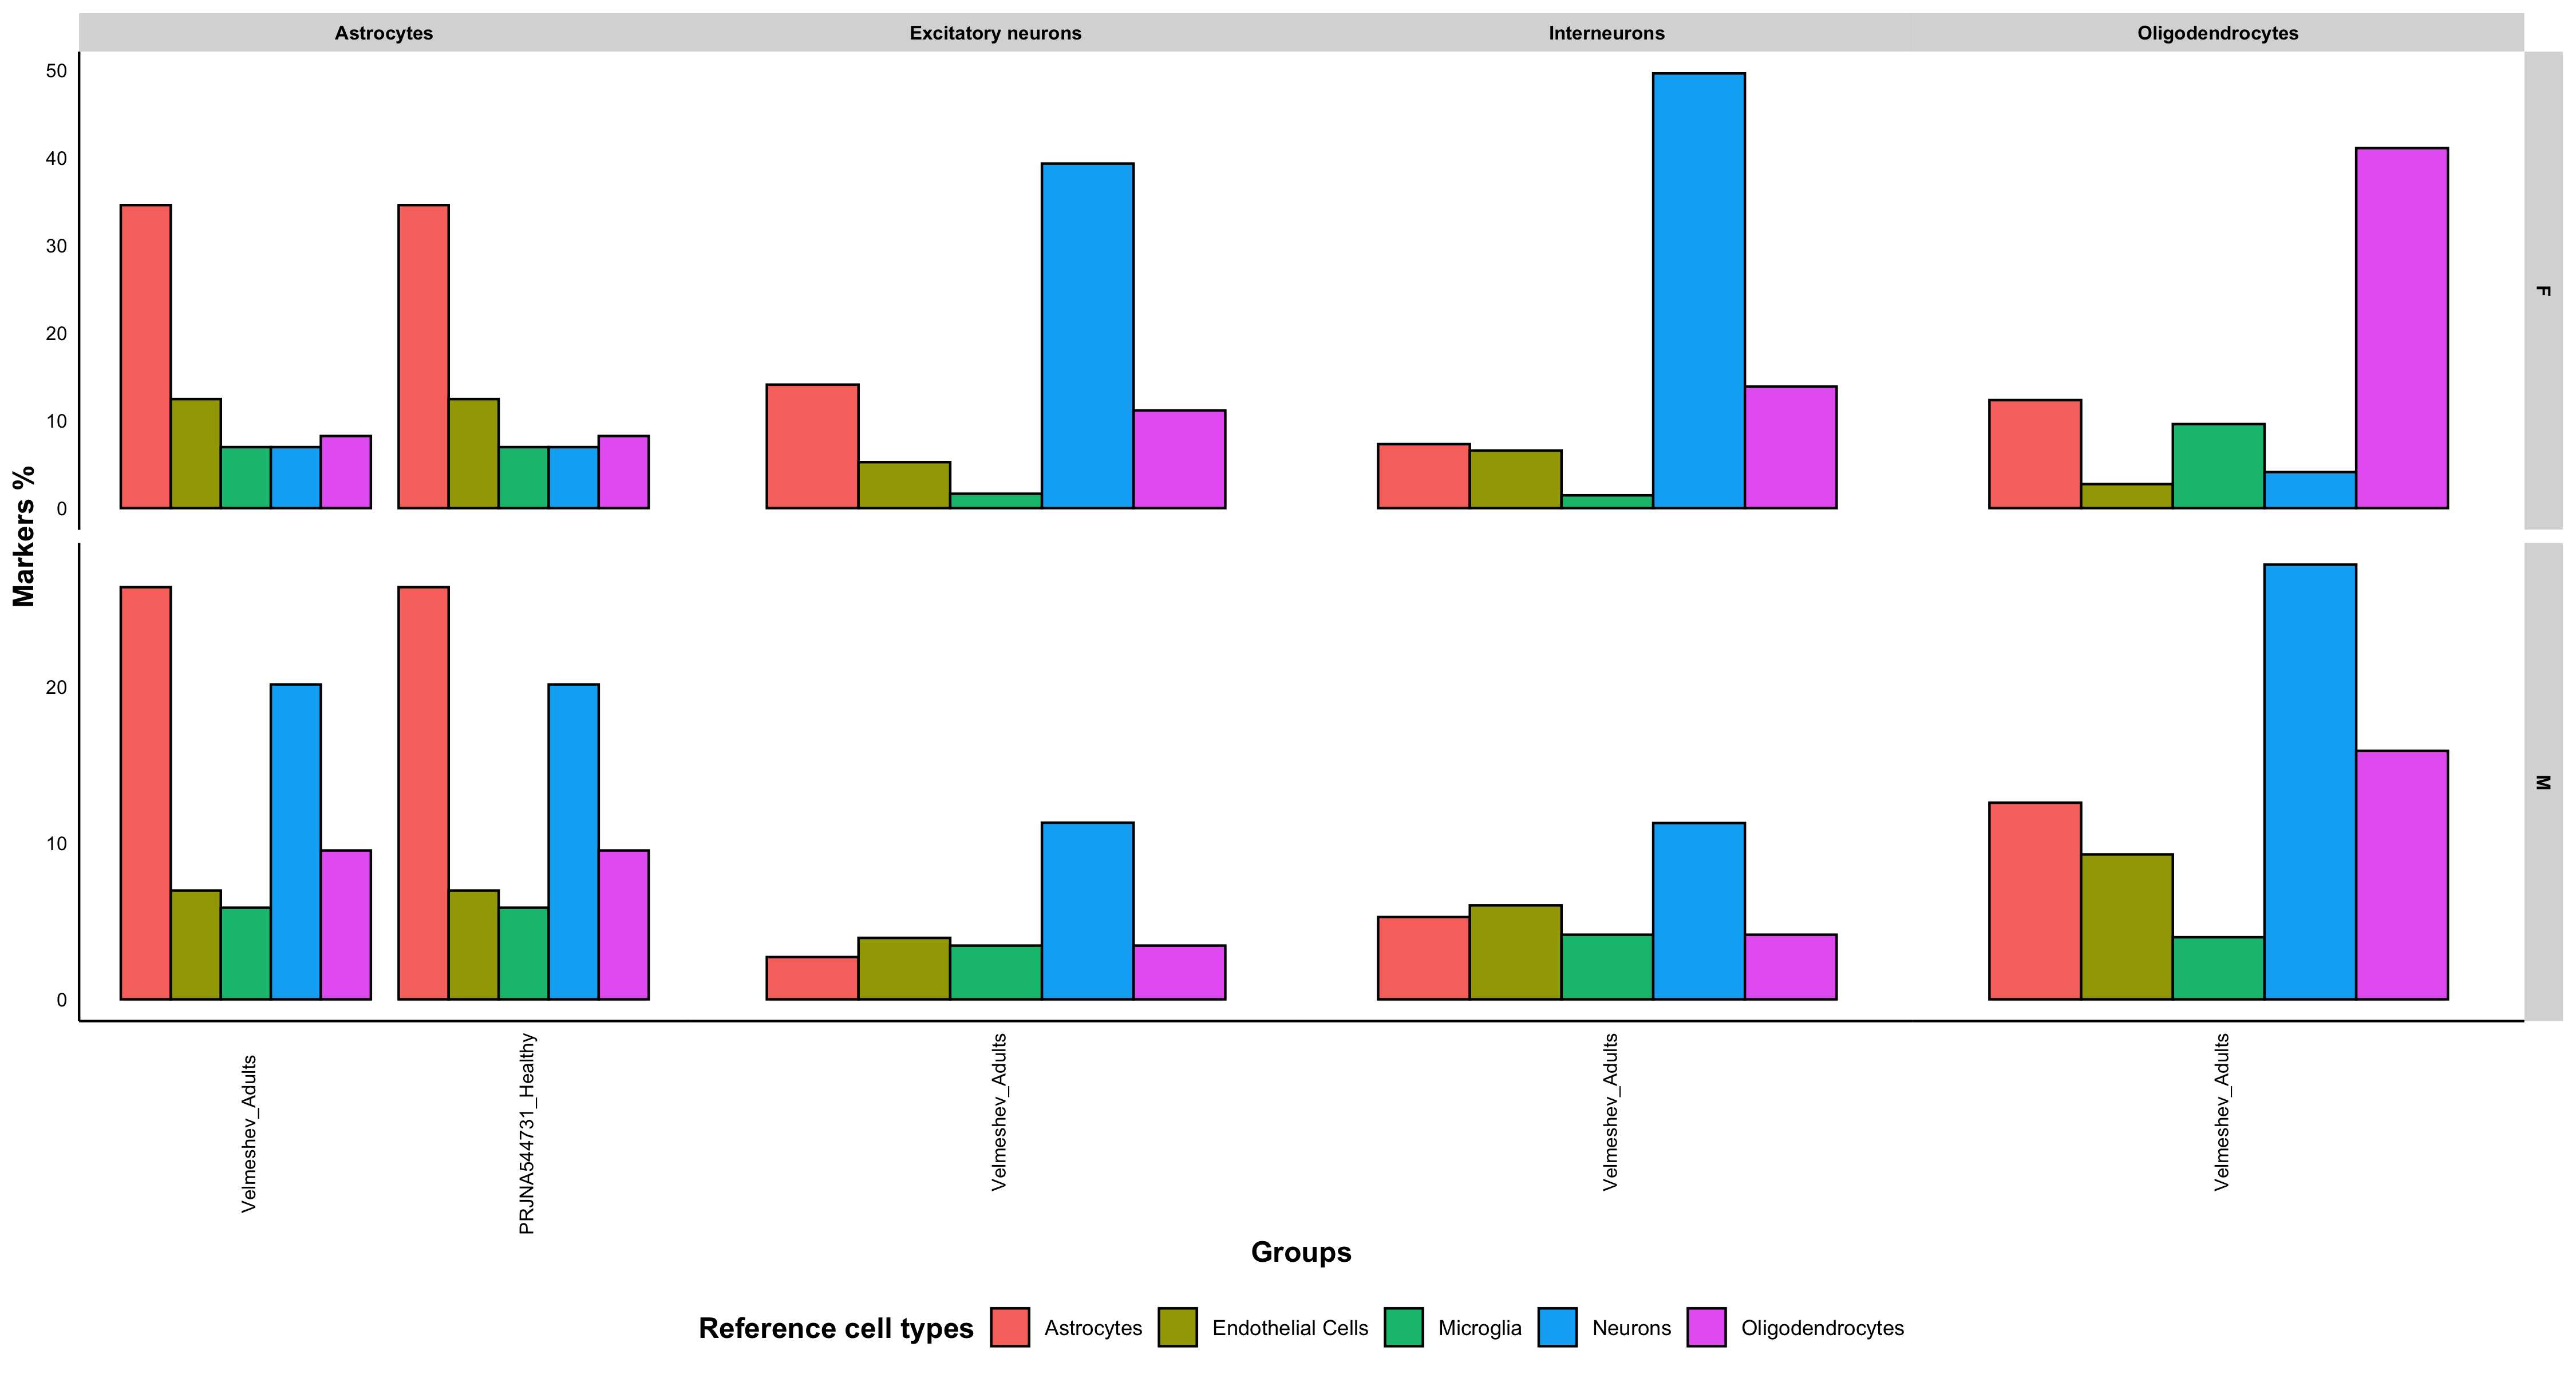 Astrocytes
Excitatory neurons
Interneurons
Oligodendrocytes
50
40
30
20
10
0
F
Markers %
20
10
0
M
Velmeshev_Adults
PRJNA544731_Healthy
Velmeshev_Adults
Velmeshev_Adults
Velmeshev_Adults
Groups
Reference cell types
Astrocytes
Endothelial Cells
Microglia
Neurons
Oligodendrocytes